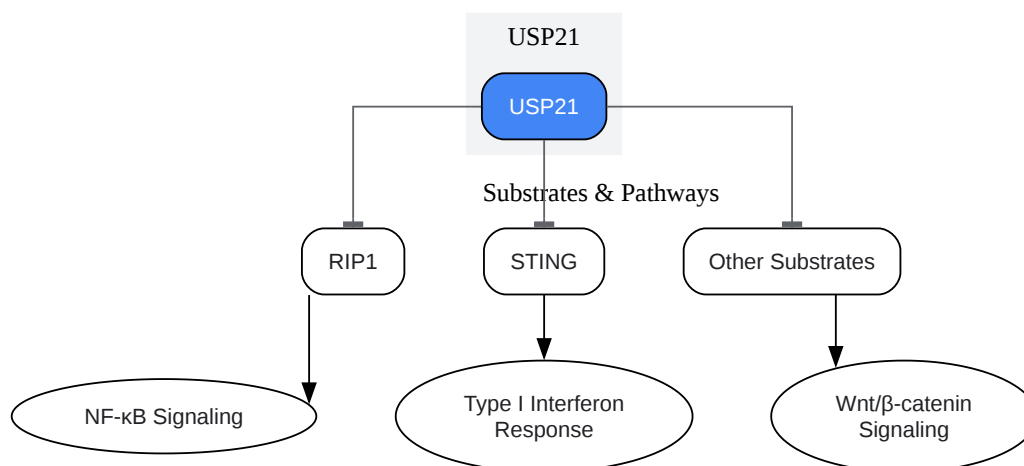 USP21
USP21
Substrates & Pathways
RIP1
STING
Other Substrates
NF-κB Signaling
Type I Interferon
Response
Wnt/β-catenin
Signaling